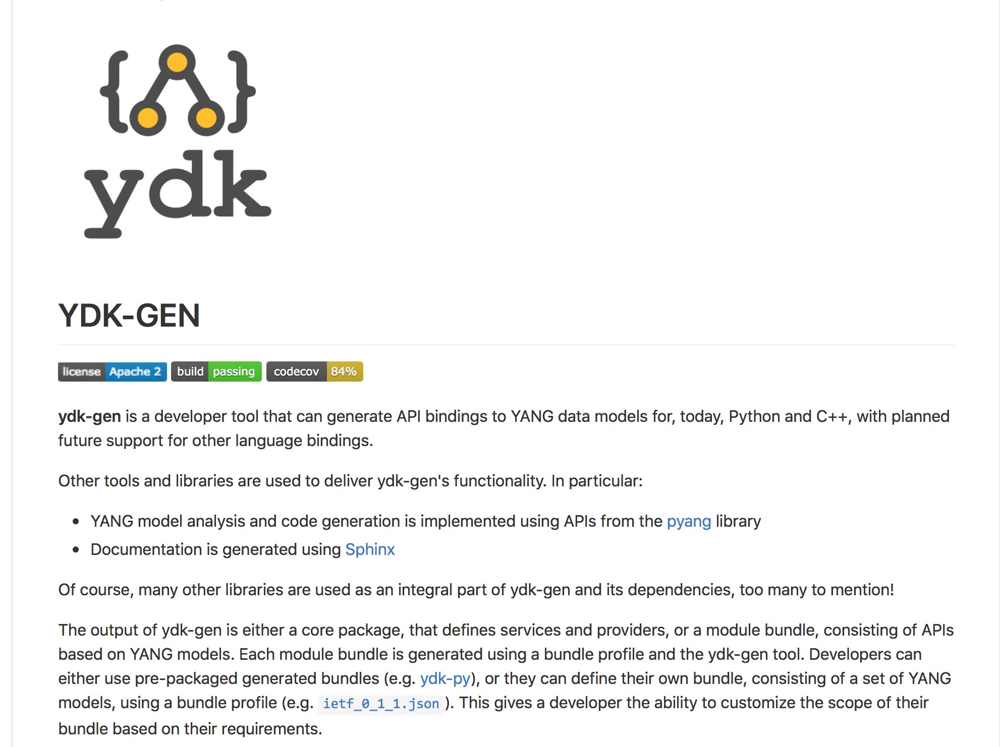 { }
ydk
YDK-GEN
license Apache 2 build passing codecov 84%
ydk-gen is a developer tool that can generate API bindings to YANG data models for, today, Python and C++, with planned
future support for other language bindings.
Other tools and libraries are used to deliver ydk-gen's functionality. In particular:
• YANG model analysis and code generation is implemented using APIs from the pyang library
• Documentation is generated using Sphinx
Of course, many other libraries are used as an integral part of ydk-gen and its dependencies, too many to mention!
The output of ydk-gen is either a core package, that defines services and providers, or a module bundle, consisting of APIs
based on YANG models. Each module bundle is generated using a bundle profile and the ydk-gen tool. Developers can
either use pre-packaged generated bundles (e.g. ydk-py), or they can define their own bundle, consisting of a set of YANG
models, using a bundle profile (e.g. ietf_0_1_1.json). This gives a developer the ability to customize the scope of their
bundle based on their requirements.